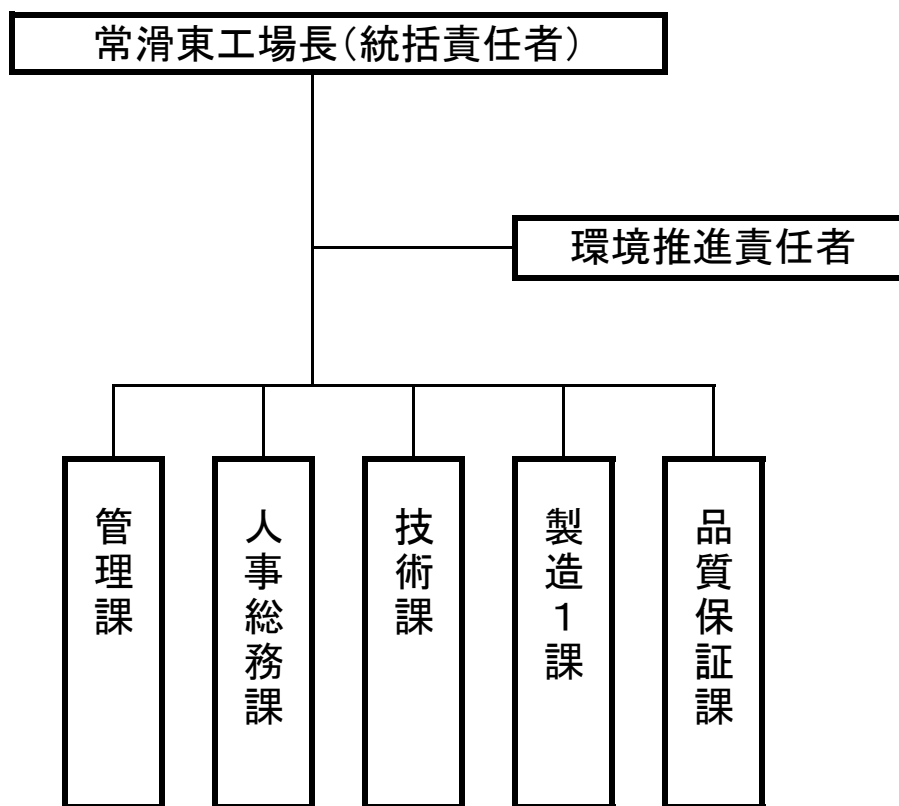 常滑東工場長（統括責任者）
環境推進責任者
管理課
人事総務課
技術課
製造１課
品質保証課